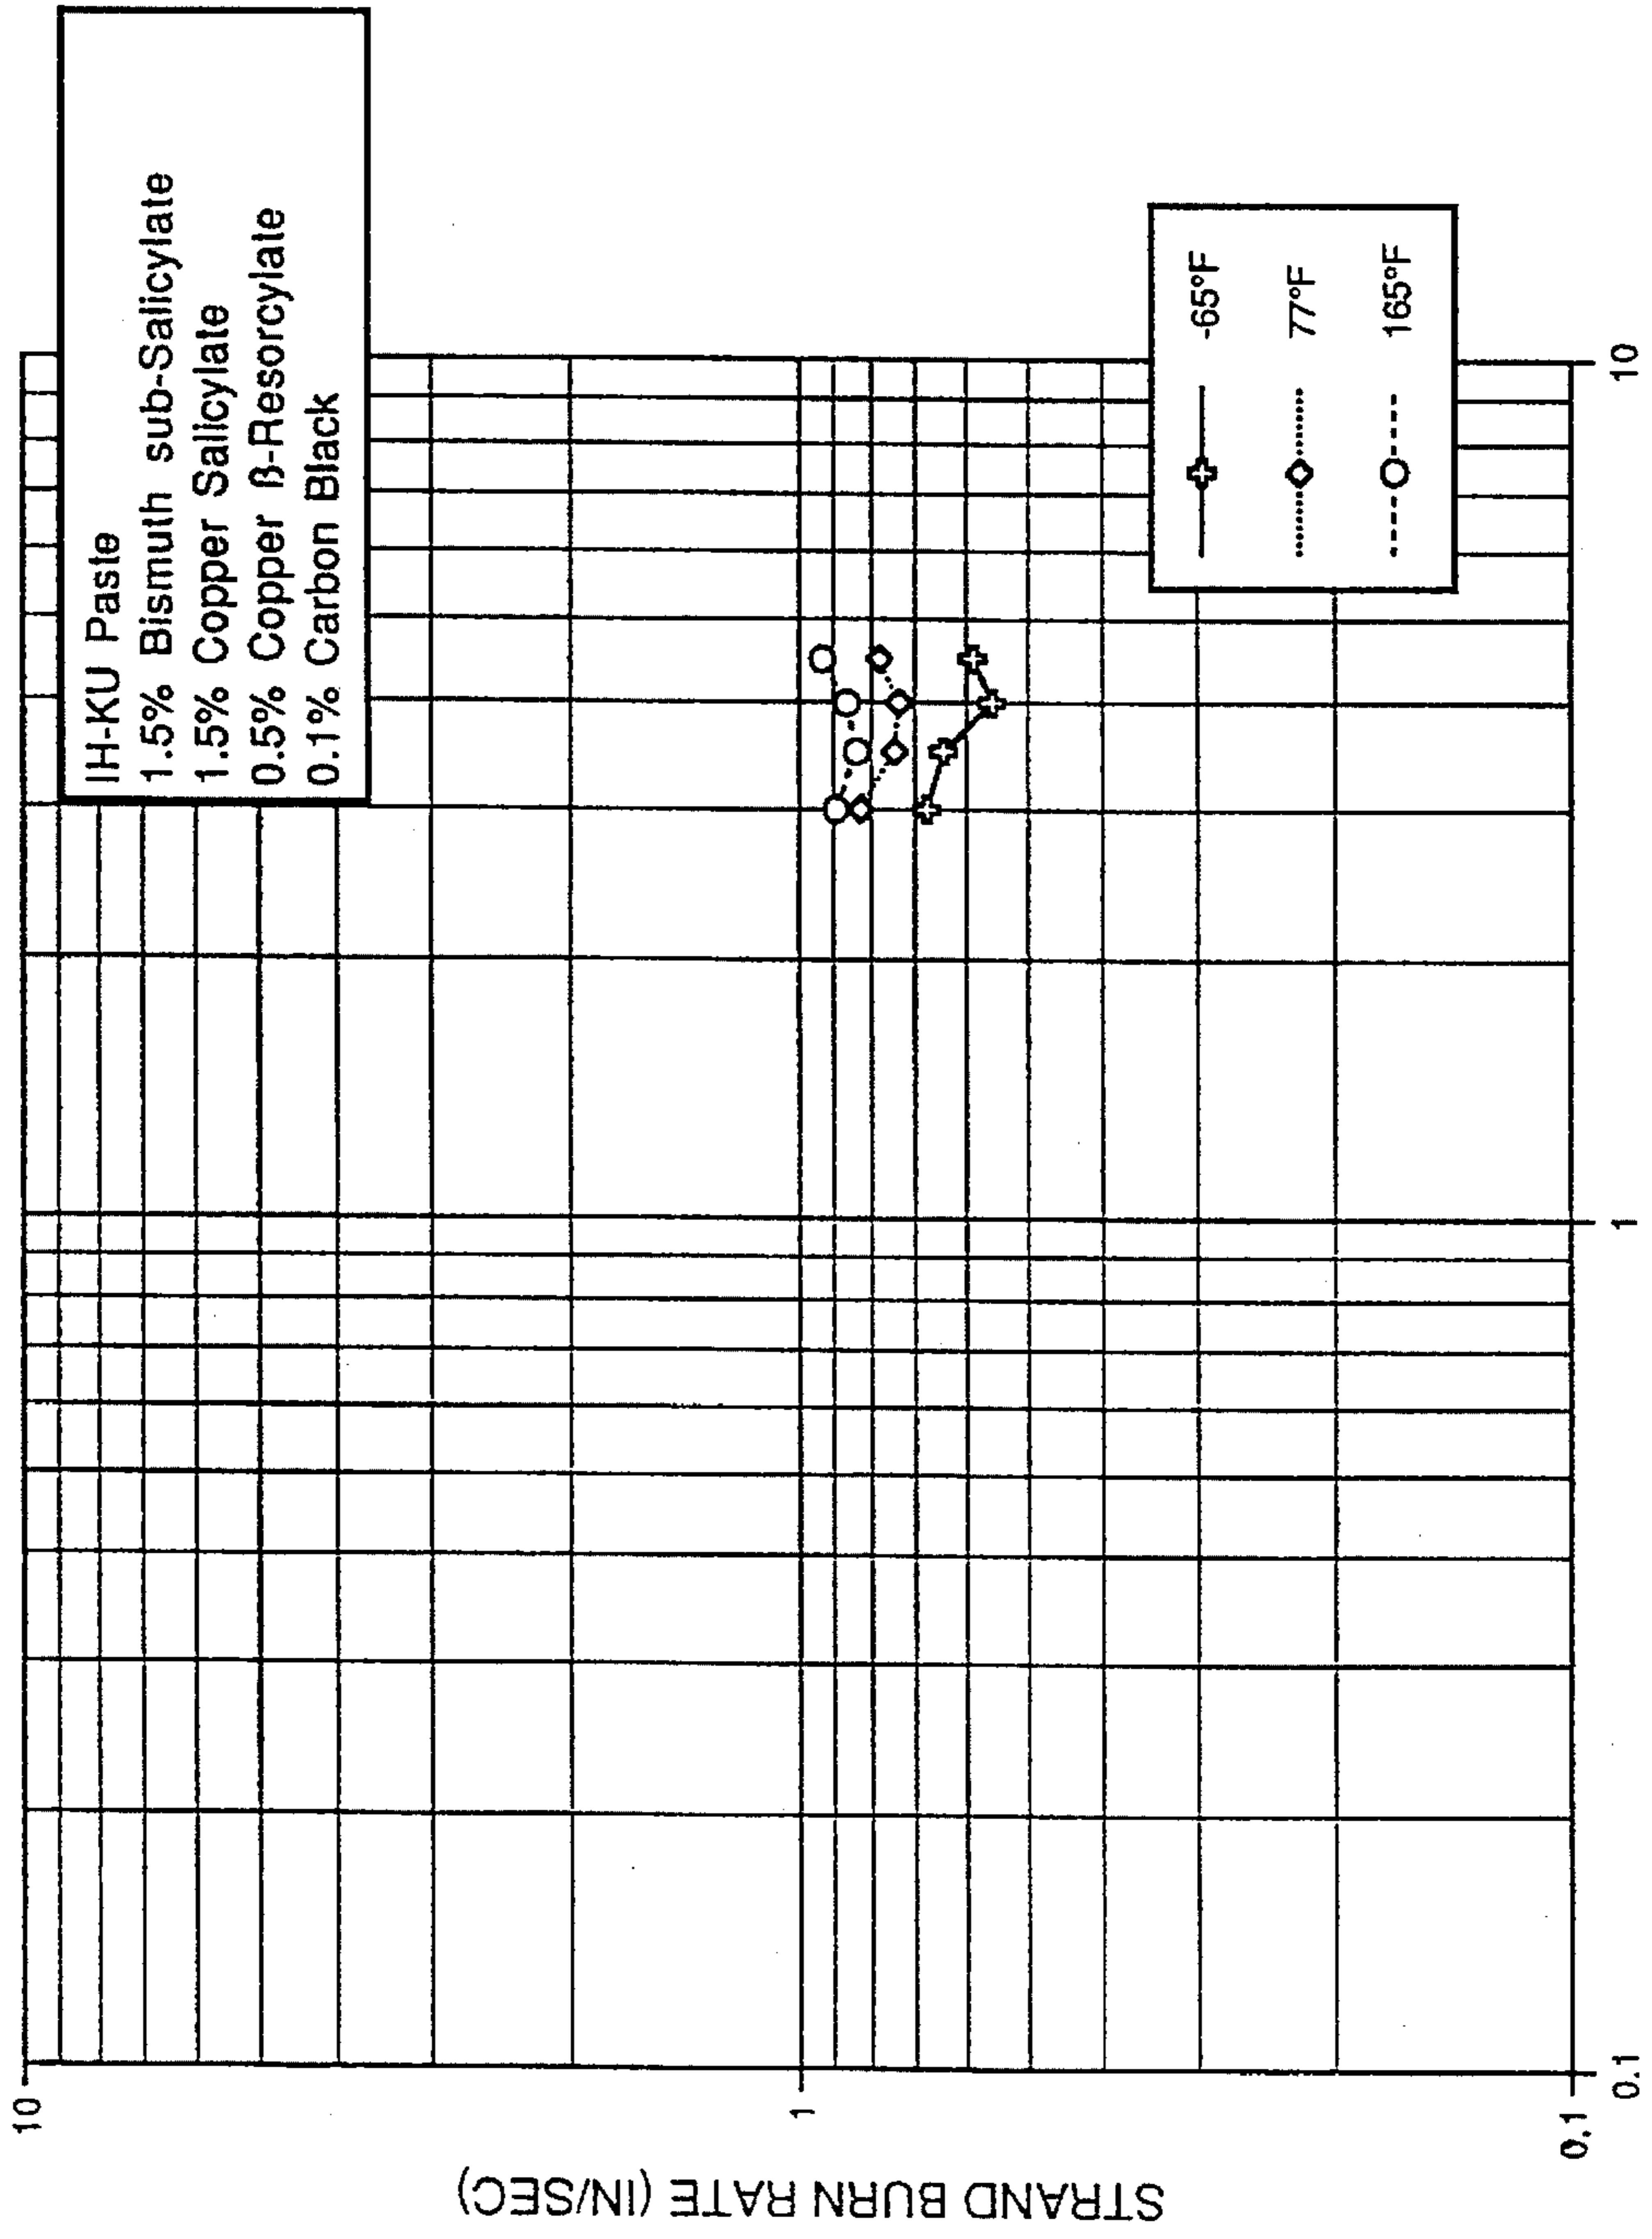 IH-KU Paste
1.5% Bismuth sub-Salicylate
1.5% Copper Salicylate
0.5% Copper β-Resorcylate
0.1% Carbon Black
STRAND BURN RATE (IN/SEC)
10
1
0.1
0.1
1
10
-65°F
77°F
165°F